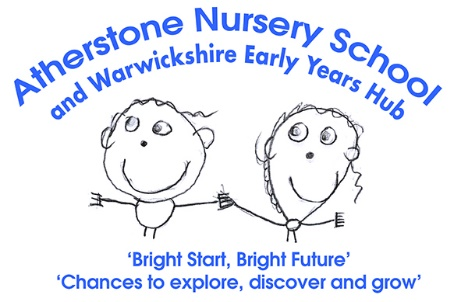 Atherstone Nursery School
and Warwickshire Early Years Hub
‘Bright Start, Bright Future’
‘Chances to explore, discover and grow’